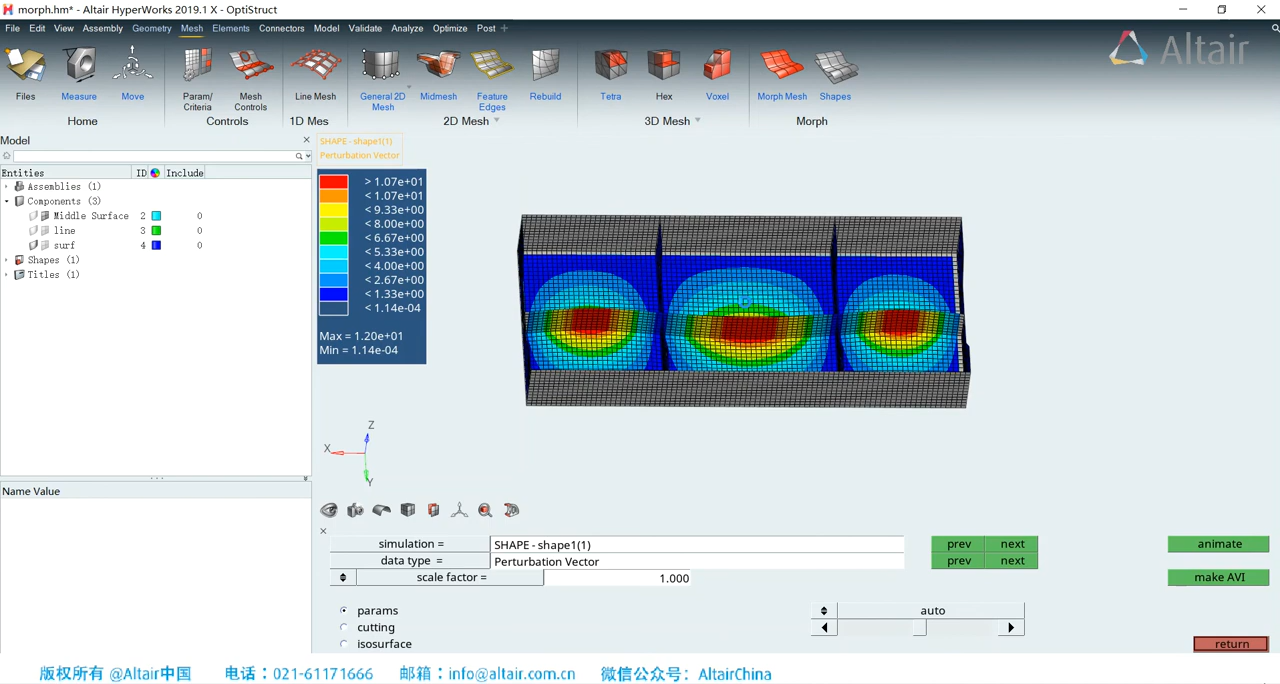 morph.hm* - Altair HyperWorks 2019.1 X - OptiStruct
File Edit View Assembly Geometry Mesh Elements Connectors Model Validate Analyze Optimize Post +
Altair
Files Measure Move Param/ Criteria Mesh Controls Line Mesh General 2D Mesh Midmesh Feature Edges Rebuild Tetra Hex Voxel Morph Mesh Shapes
Home Controls 1D Mes 2D Mesh 3D Mesh Morph
Model
Entities ID Include
Assemblies (1)
Components (3)
Middle Surface 2 0
line 3 0
surf 4 0
Shapes (1)
Titles (1)
Name Value
SHAPE - shape1(1)
Perturbation Vector
> 1.07e+01
< 1.07e+01
< 9.33e+00
< 8.00e+00
< 6.67e+00
< 5.33e+00
< 4.00e+00
< 2.67e+00
< 1.33e+00
< 1.14e-04
Max = 1.20e+01
Min = 1.14e-04
Z
X
Y
simulation = SHAPE - shape1(1) prev next animate
data type = Perturbation Vector prev next
scale factor = 1.000 make AVI
params auto
cutting
isosurface return
版权所有 @Altair中国 电话：021-61171666 邮箱：info@altair.com.cn 微信公众号：AltairChina